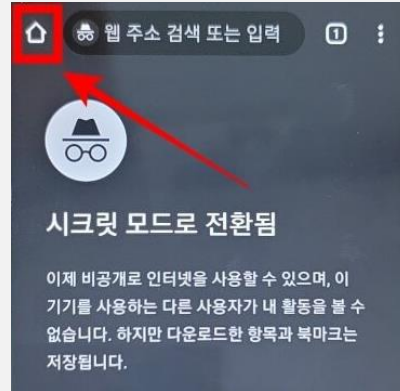 웹 주소 검색 또는 입력
1
시크릿 모드로 전환됨
이제 비공개로 인터넷을 사용할 수 있으며, 이
기기를 사용하는 다른 사용자가 내 활동을 볼 수
없습니다. 하지만 다운로드한 항목과 북마크는
저장됩니다.